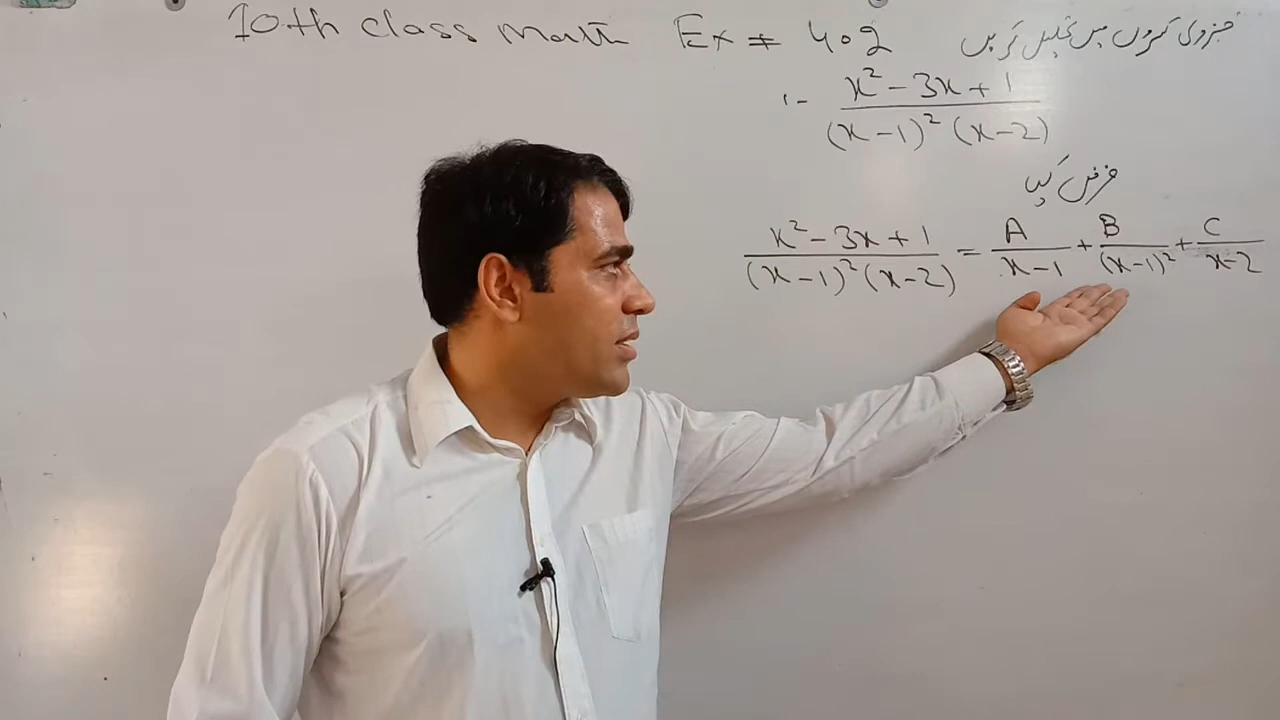 10th class Math Ex = 4.2 جزوی کسروں میں تحلیل کریں
1- (x² - 3x + 1) / ((x-1)² (x-2))
فرض کیا
(x² - 3x + 1) / ((x-1)² (x-2)) = A/(x-1) + B/(x-1)² + C/(x-2)